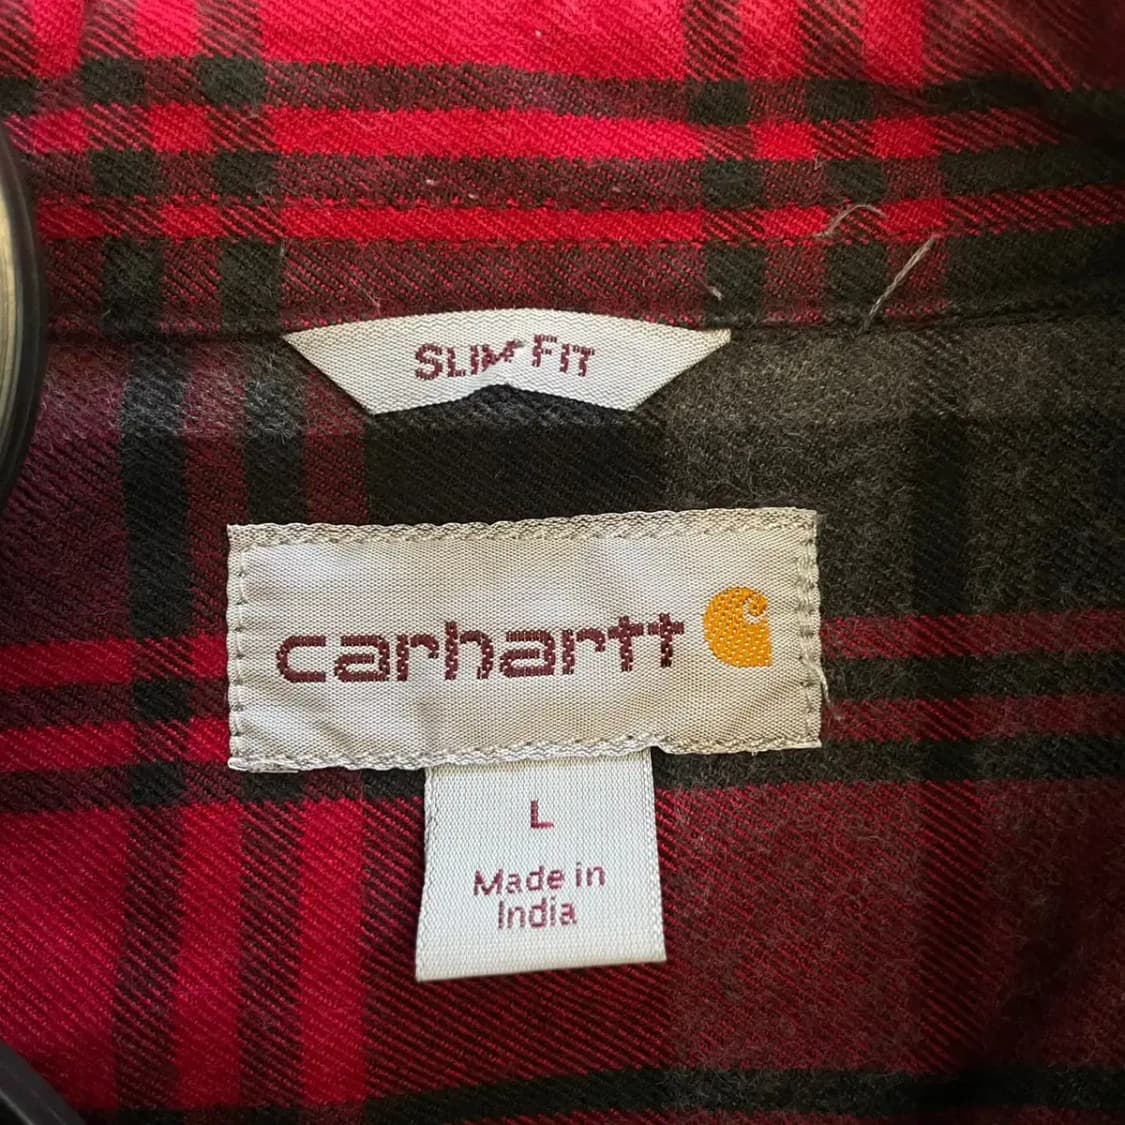 SLIM FIT
carhartt
L
Made in
India